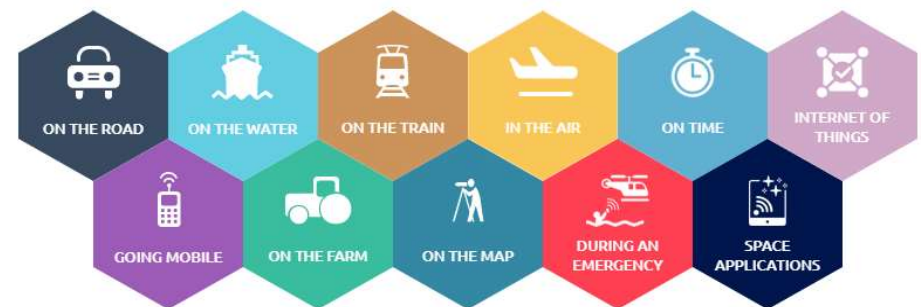 ON THE ROAD
ON THE WATER
ON THE TRAIN
IN THE AIR
ON TIME
INTERNET OF
THINGS
GOING MOBILE
ON THE FARM
ON THE MAP
DURING AN
EMERGENCY
SPACE
APPLICATIONS